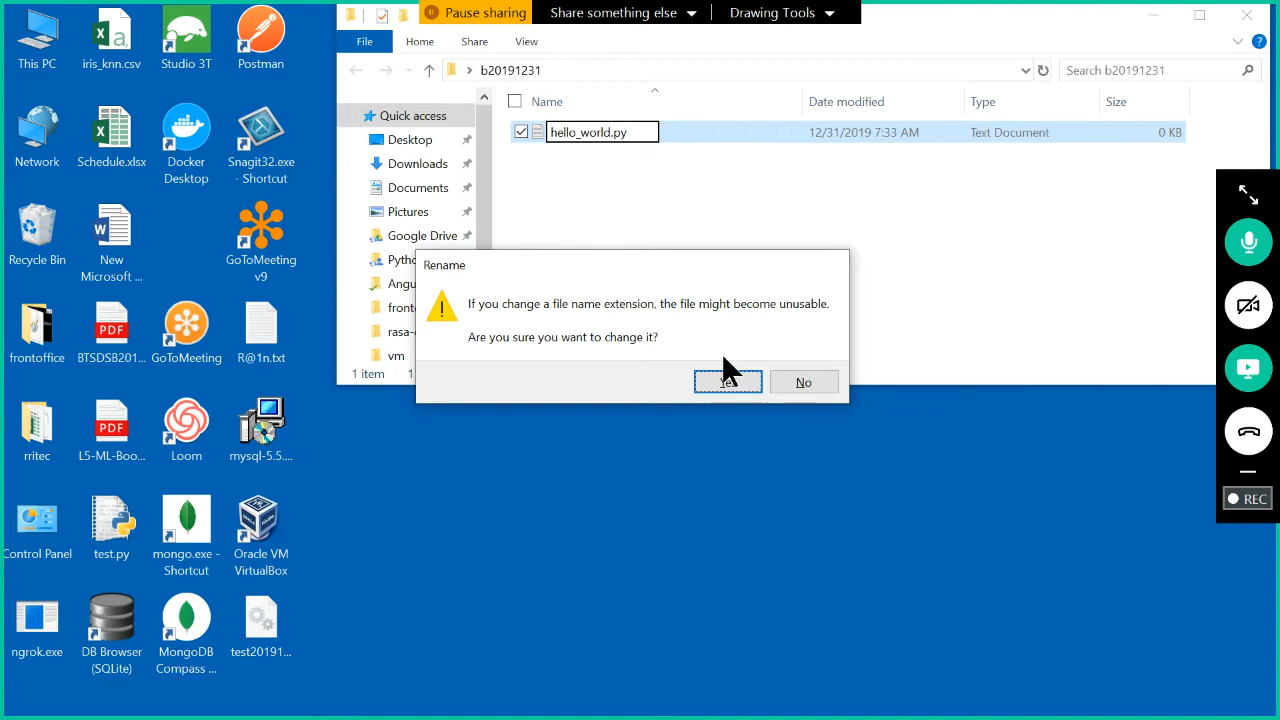 Pause sharing
Share something else
Drawing Tools
File
Home
Share
View
b20191231
Search b20191231
Name
Date modified
Type
Size
hello_world.py
12/31/2019 7:33 AM
Text Document
0 KB
Quick access
Desktop
Downloads
Documents
Pictures
Google Drive
Pytho
Angu
fronto
rasa-
vm
1 item
Rename
If you change a file name extension, the file might become unusable.
Are you sure you want to change it?
No
REC
This PC
iris_knn.csv
Studio 3T
Postman
Network
Schedule.xlsx
Docker
Desktop
Snagit32.exe
- Shortcut
Recycle Bin
New
Microsoft ...
GoToMeeting
v9
frontoffice
BTSDSB201...
GoToMeeting
R@1n.txt
rritec
L5-ML-Boo...
Loom
mysql-5.5....
Control Panel
test.py
mongo.exe -
Shortcut
Oracle VM
VirtualBox
ngrok.exe
DB Browser
(SQLite)
MongoDB
Compass ...
test20191...